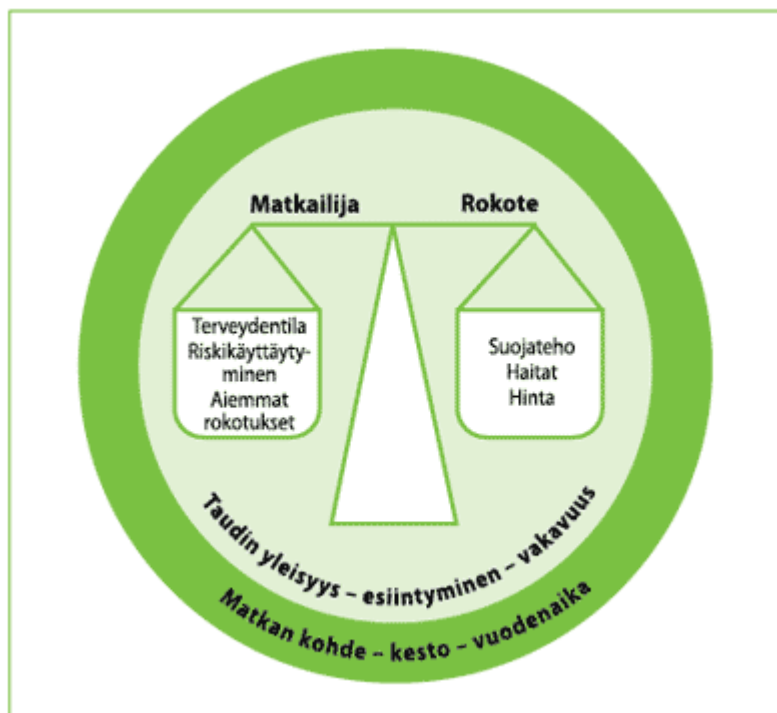 Matkailija
Rokote
Terveydentila
Riskikäyttäyty-
minen
Aiemmat
rokotukset
Suojateho
Haitat
Hinta
Taudin yleisyys – esiintyminen – vakavuus
Matkan kohde – kesto – vuodenaika